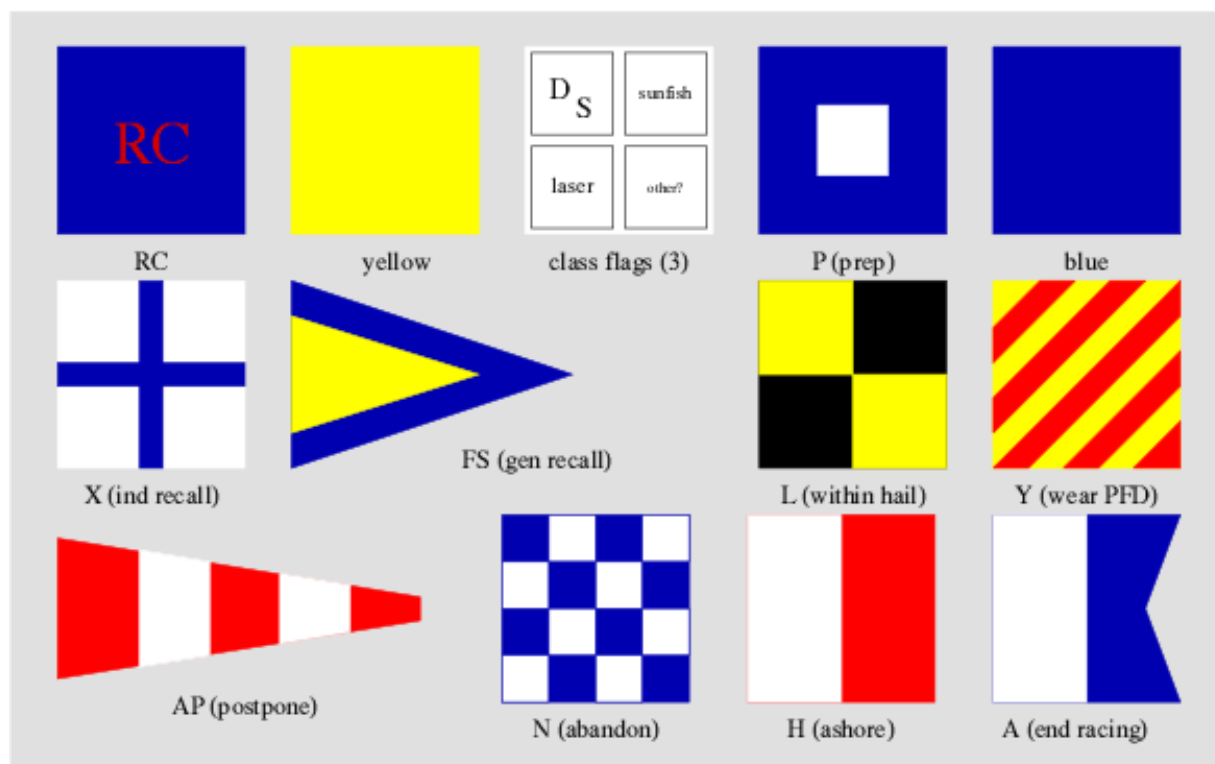 RC
D
S
sunfish
laser
other?
RC
yellow
class flags (3)
P (prep)
blue
X (ind recall)
FS (gen recall)
L (within hail)
Y (wear PFD)
AP (postpone)
N (abandon)
H (ashore)
A (end racing)